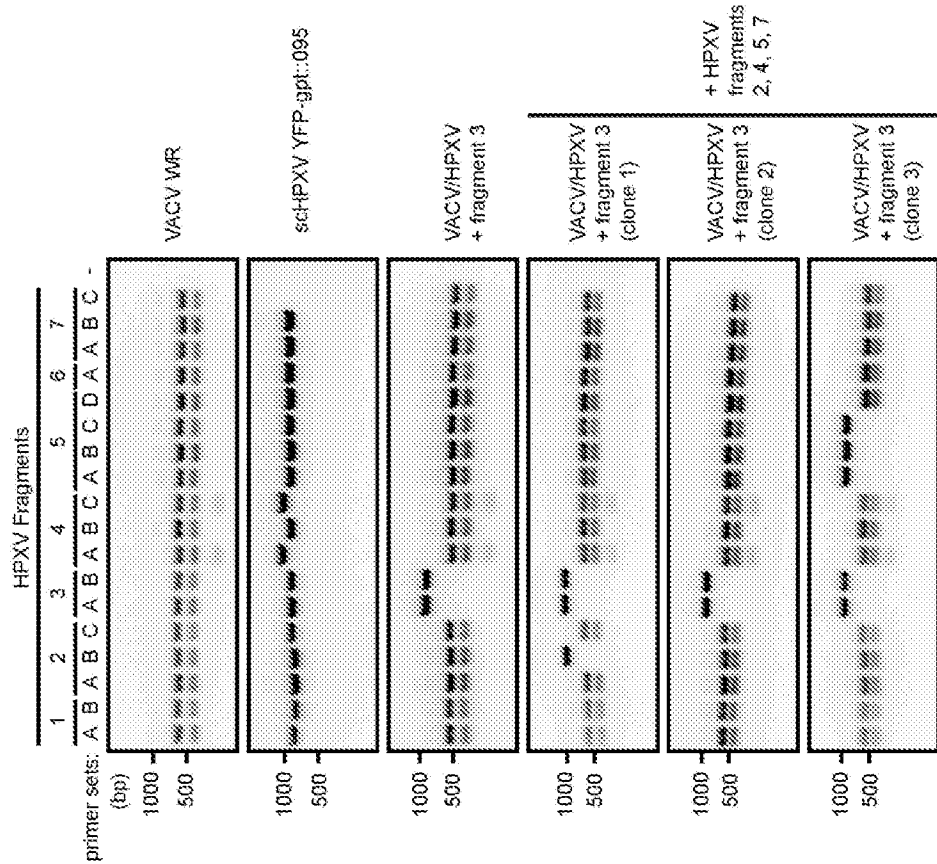 HPXV Fragments
1 2 3 4 5 6 7
primer sets: A B A B C A B A B C A B C D A A B C -
(bp)
1000
500
VACV WR
1000
500
scHPXV YFP-gpt::095
1000
500
VACV/HPXV
+ fragment 3
1000
500
VACV/HPXV
+ fragment 3
(clone 1)
1000
500
VACV/HPXV
+ fragment 3
(clone 2)
1000
500
VACV/HPXV
+ fragment 3
(clone 3)
+ HPXV
fragments
2, 4, 5, 7